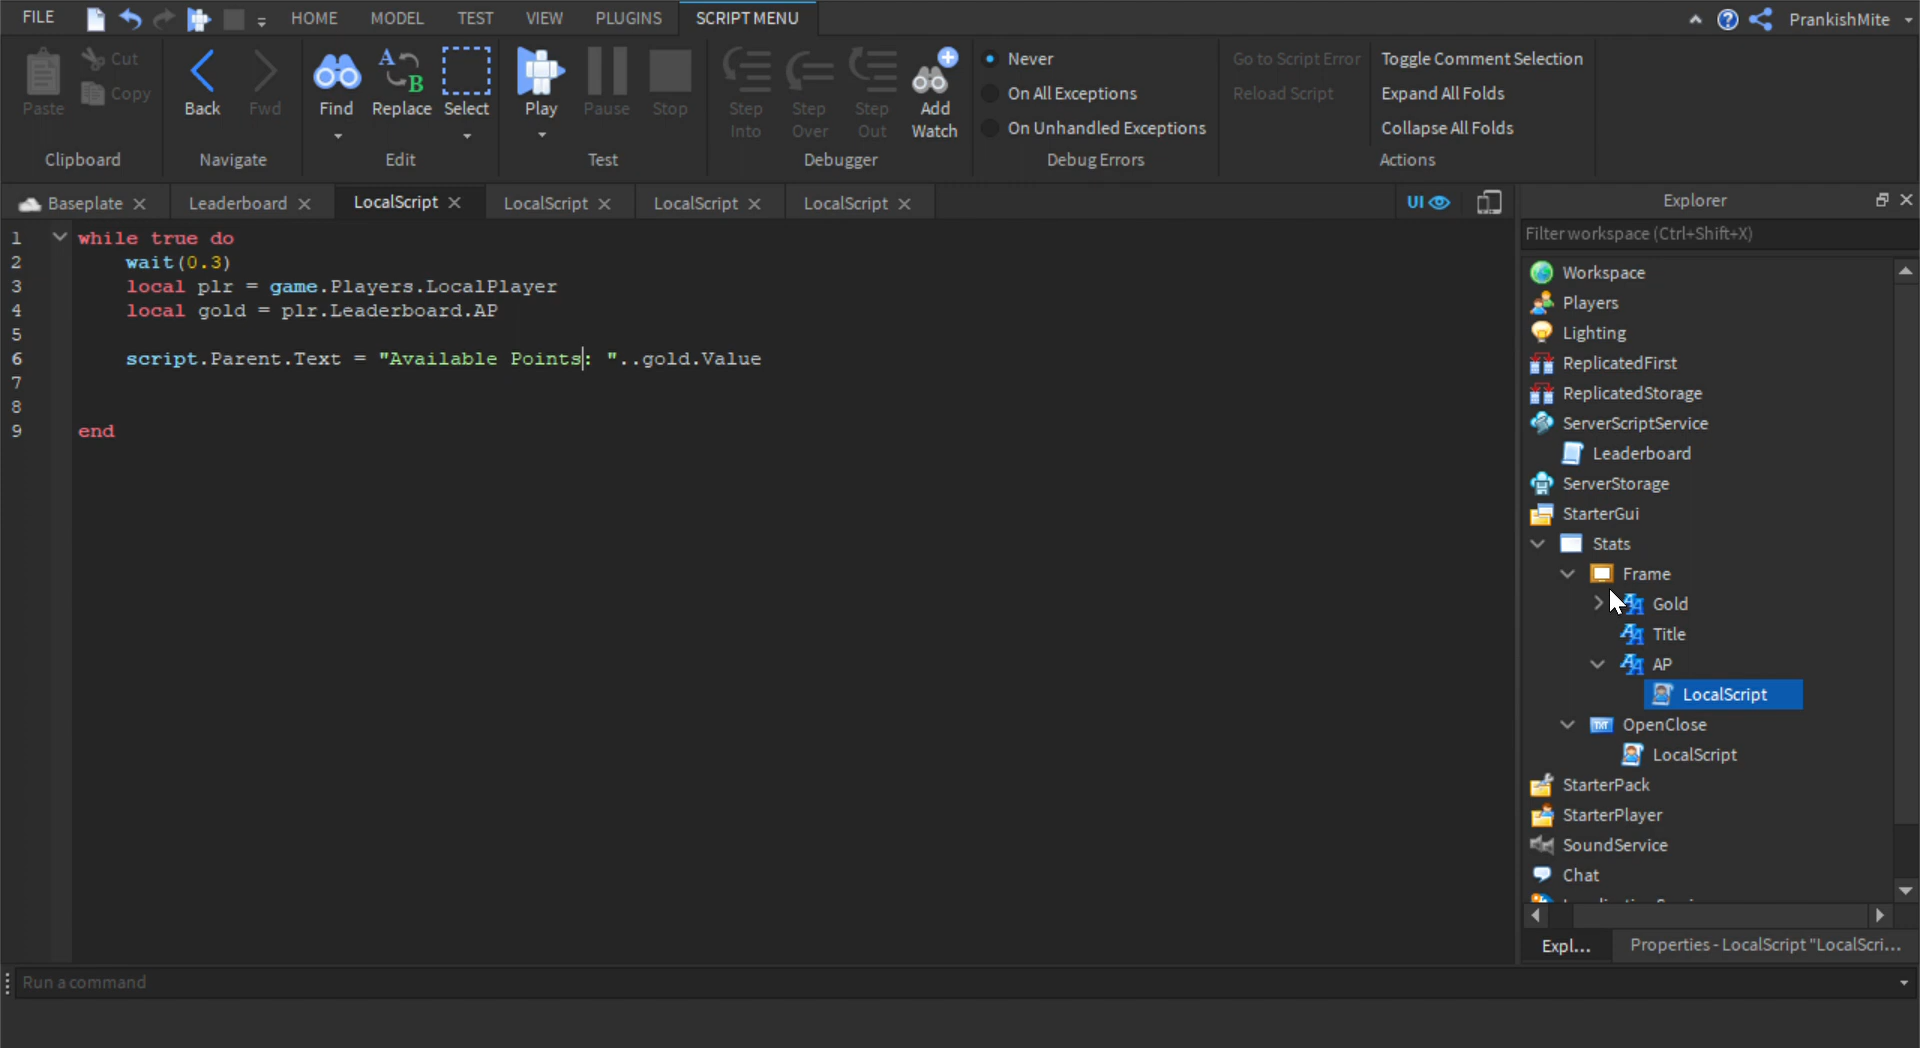 FILE HOME MODEL TEST VIEW PLUGINS SCRIPT MENU PrankishMite
Paste Cut Copy Clipboard
Back Fwd Navigate
Find Replace Select Edit
Play Pause Stop Test
Step Into Step Over Step Out Add Watch Debugger
Never
On All Exceptions
On Unhandled Exceptions
Debug Errors
Go to Script Error
Reload Script
Toggle Comment Selection
Expand All Folds
Collapse All Folds
Actions
Baseplate Leaderboard LocalScript LocalScript LocalScript LocalScript UI
1 while true do
2 wait(0.3)
3 local plr = game.Players.LocalPlayer
4 local gold = plr.Leaderboard.AP
5
6 script.Parent.Text = "Available Points: "..gold.Value
7
8
9 end
Explorer
Filter workspace (Ctrl+Shift+X)
Workspace
Players
Lighting
ReplicatedFirst
ReplicatedStorage
ServerScriptService
Leaderboard
ServerStorage
StarterGui
Stats
Frame
Gold
Title
AP
LocalScript
TXT OpenClose
LocalScript
StarterPack
StarterPlayer
SoundService
Chat
Expl... Properties - LocalScript "LocalScri...
Run a command